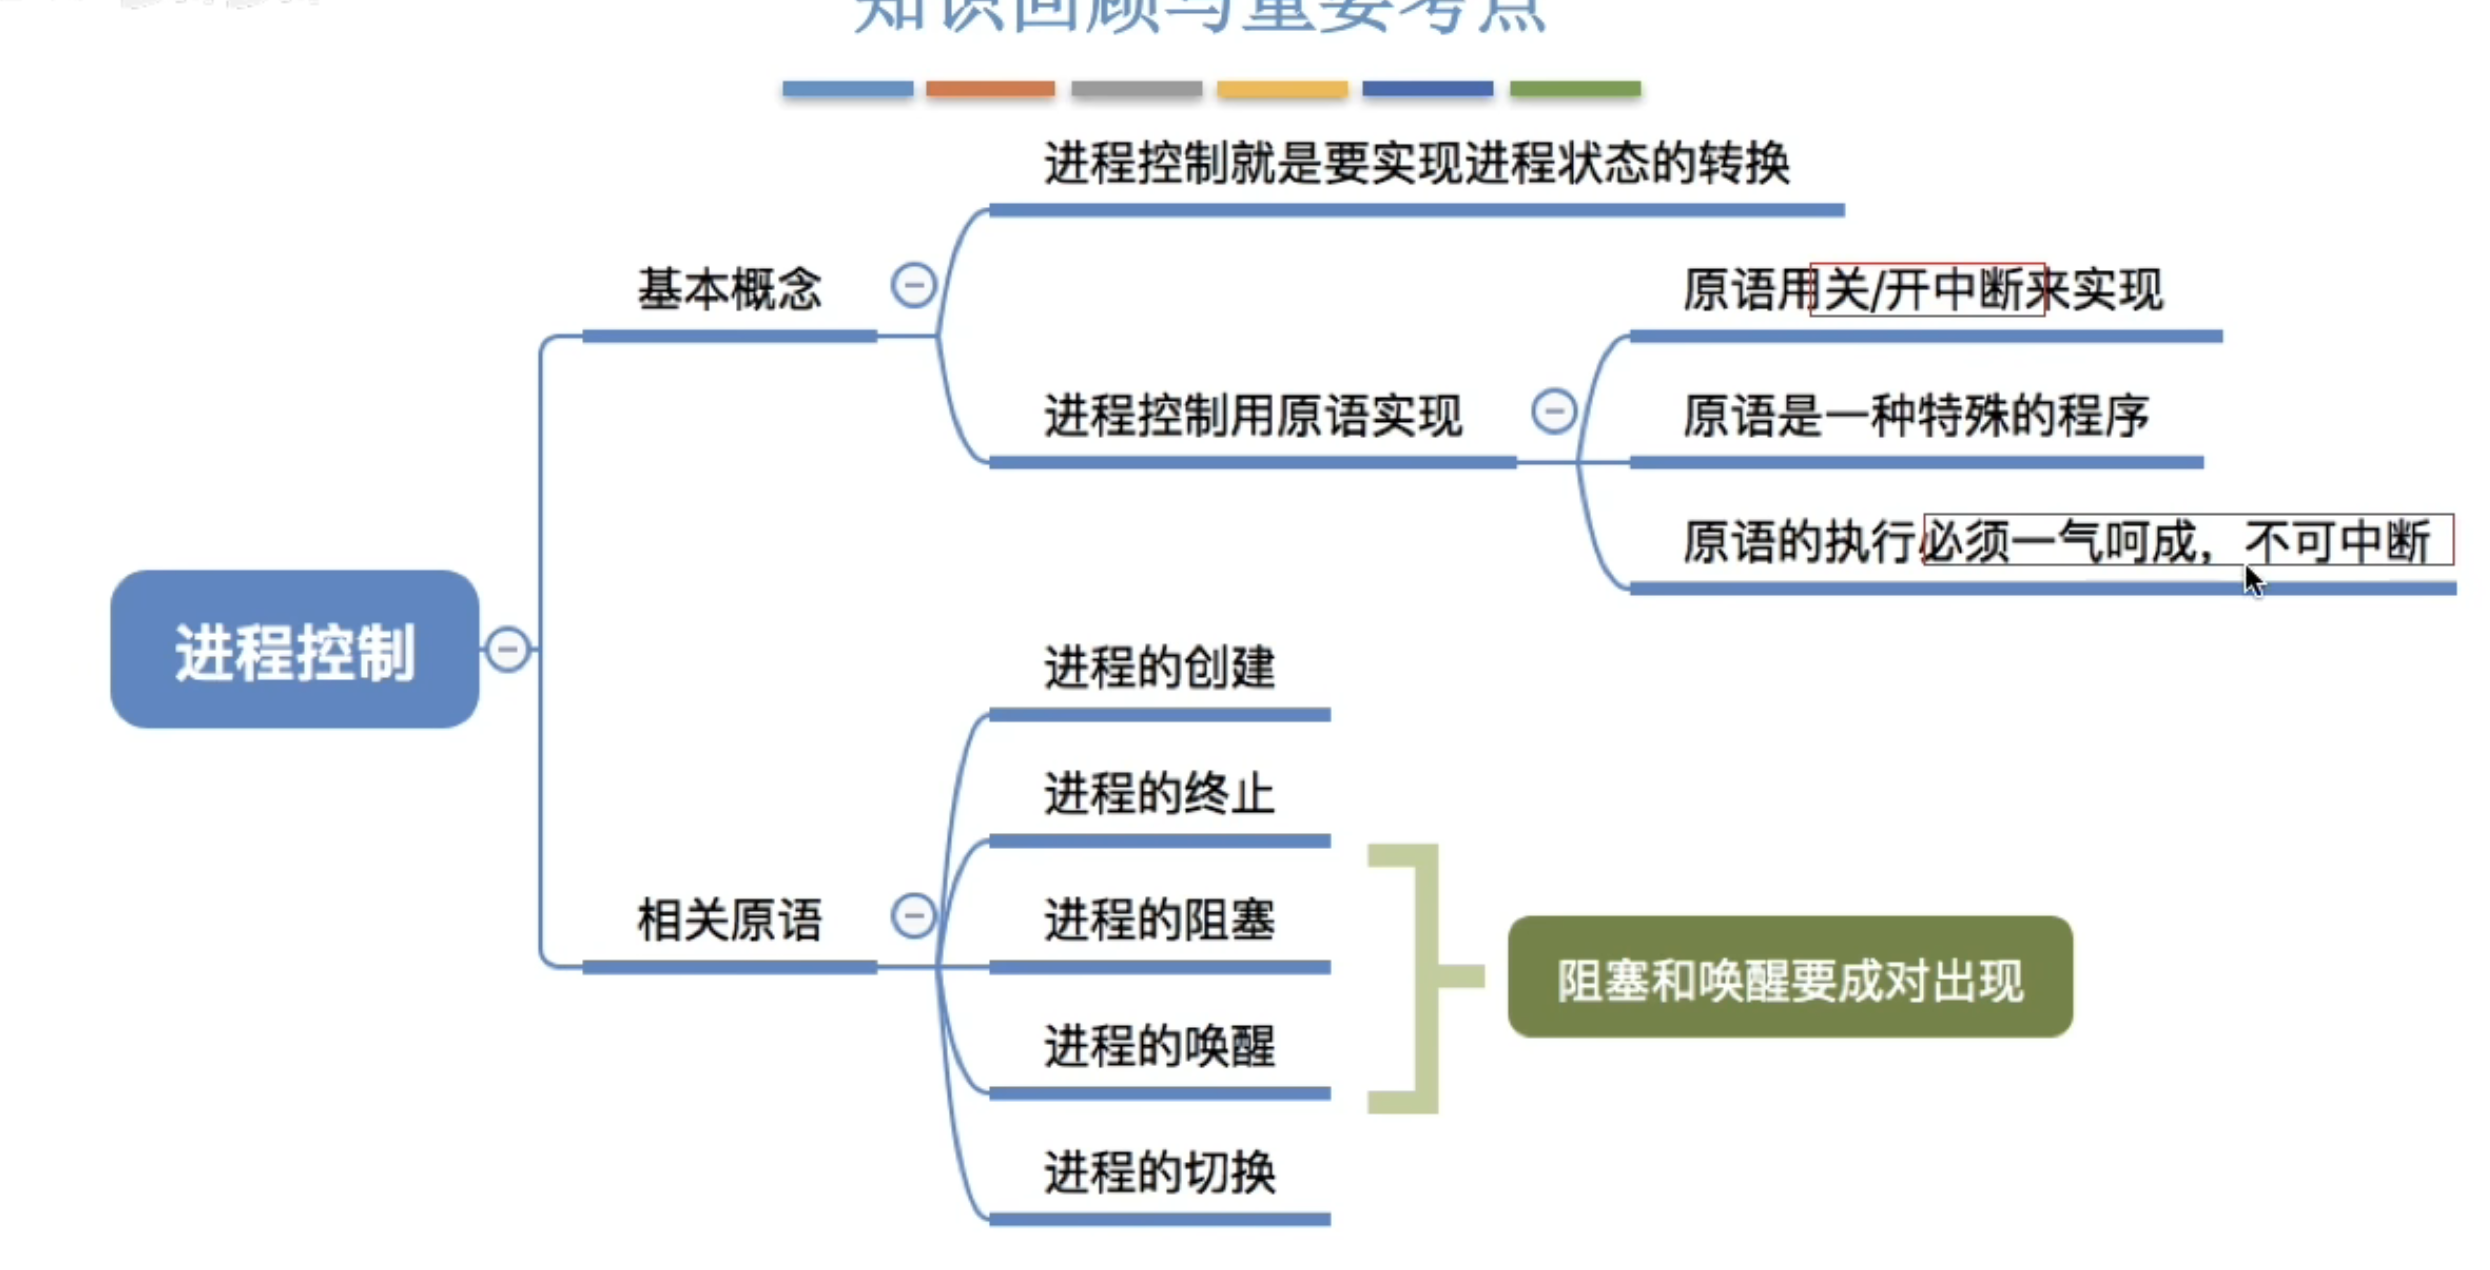 知识回顾与重要考点
进程控制
基本概念
进程控制就是要实现进程状态的转换
进程控制用原语实现
原语用关/开中断来实现
原语是一种特殊的程序
原语的执行必须一气呵成，不可中断
相关原语
进程的创建
进程的终止
进程的阻塞
进程的唤醒
进程的切换
阻塞和唤醒要成对出现